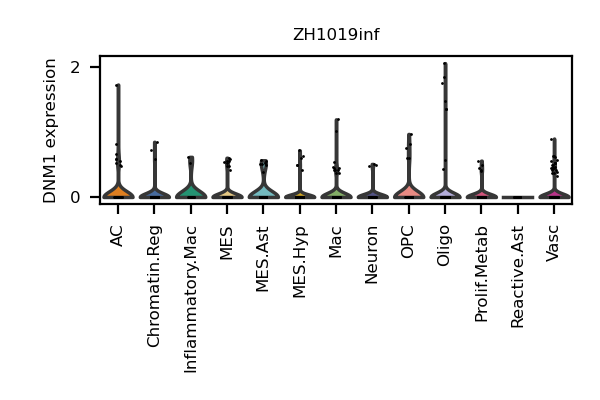 ZH1019inf
DNM1 expression
2
0
AC
Chromatin.Reg
Inflammatory.Mac
MES
MES.Ast
MES.Hyp
Mac
Neuron
OPC
Oligo
Prolif.Metab
Reactive.Ast
Vasc